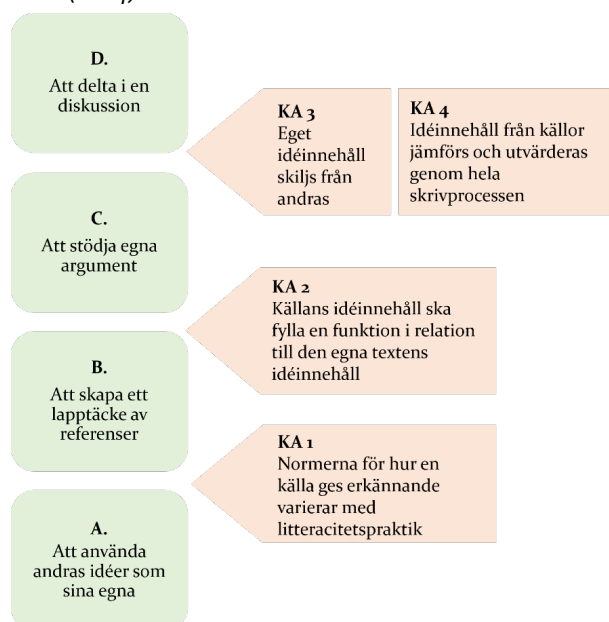 D.
Att delta i en
diskussion
KA 3
Eget
idéinnehåll
skiljs från
andras
KA 4
Idéinnehåll från källor
jämförs och utvärderas
genom hela
skrivprocessen
C.
Att stödja egna
argument
KA 2
Källans idéinnehåll ska
fylla en funktion i relation
till den egna textens
idéinnehåll
B.
Att skapa ett
lapptäcke av
referenser
KA 1
Normerna för hur en
källa ges erkännande
varierar med
litteracitetspraktik
A.
Att använda
andras idéer som
sina egna